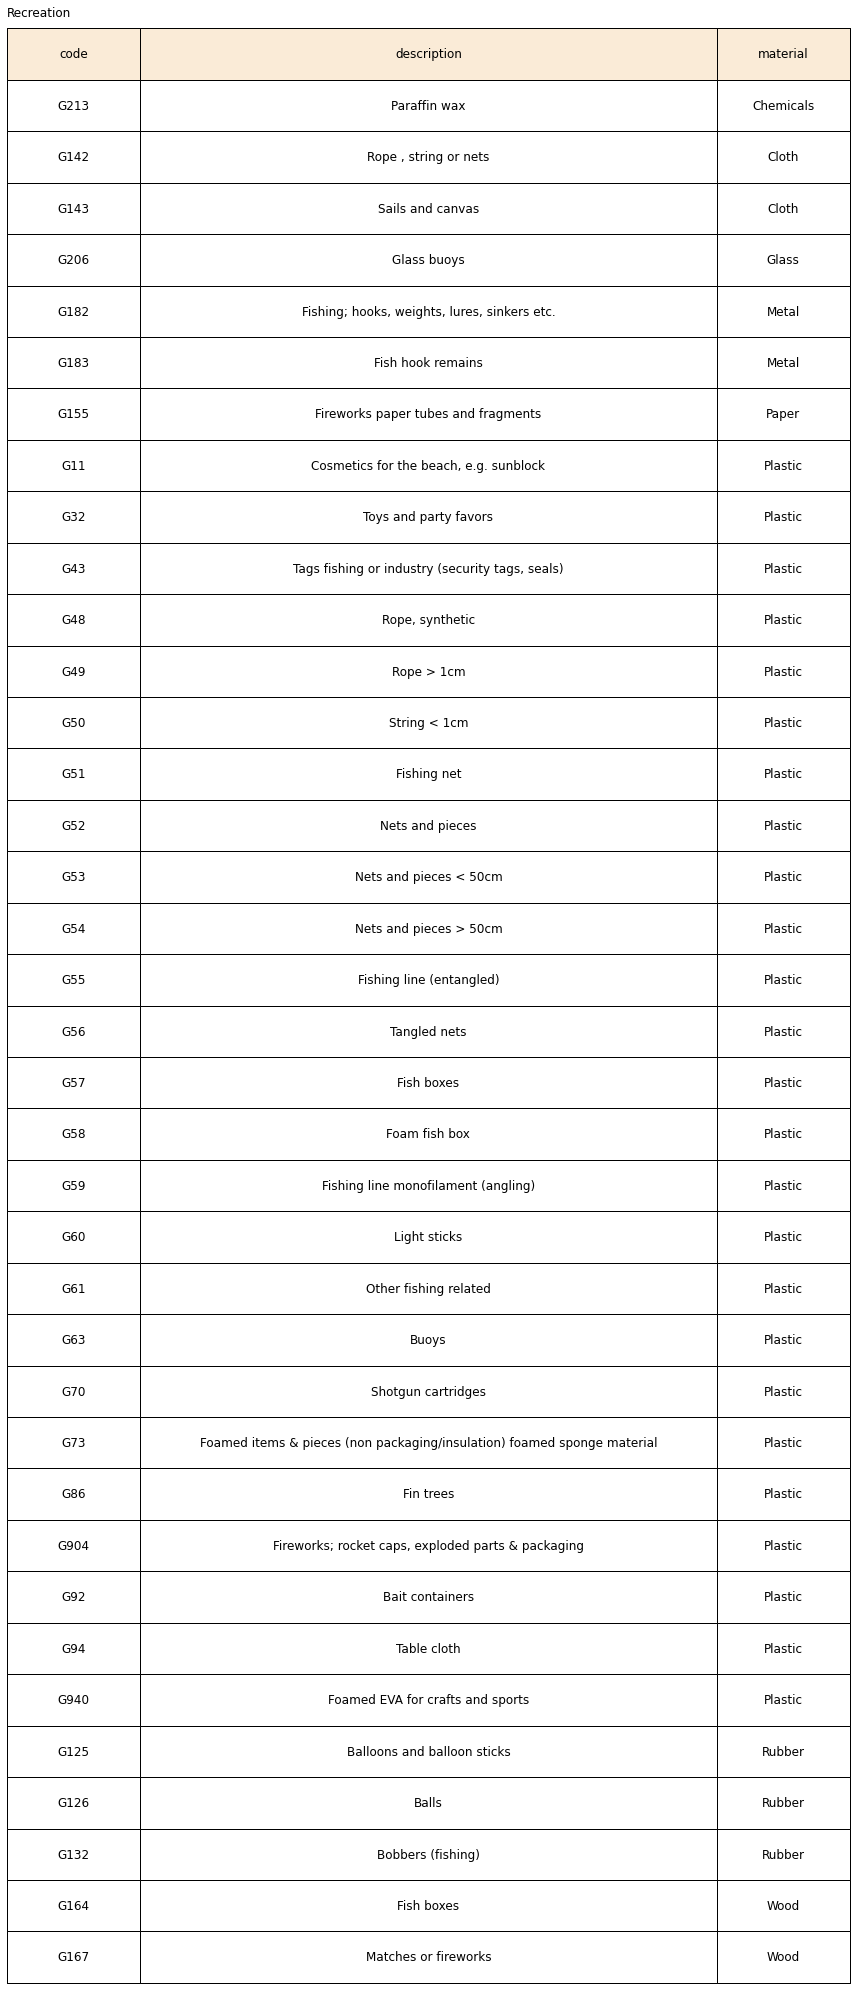 Recreation
code description material
G213 Paraffin wax Chemicals
G142 Rope , string or nets Cloth
G143 Sails and canvas Cloth
G206 Glass buoys Glass
G182 Fishing; hooks, weights, lures, sinkers etc. Metal
G183 Fish hook remains Metal
G155 Fireworks paper tubes and fragments Paper
G11 Cosmetics for the beach, e.g. sunblock Plastic
G32 Toys and party favors Plastic
G43 Tags fishing or industry (security tags, seals) Plastic
G48 Rope, synthetic Plastic
G49 Rope > 1cm Plastic
G50 String < 1cm Plastic
G51 Fishing net Plastic
G52 Nets and pieces Plastic
G53 Nets and pieces < 50cm Plastic
G54 Nets and pieces > 50cm Plastic
G55 Fishing line (entangled) Plastic
G56 Tangled nets Plastic
G57 Fish boxes Plastic
G58 Foam fish box Plastic
G59 Fishing line monofilament (angling) Plastic
G60 Light sticks Plastic
G61 Other fishing related Plastic
G63 Buoys Plastic
G70 Shotgun cartridges Plastic
G73 Foamed items & pieces (non packaging/insulation) foamed sponge material Plastic
G86 Fin trees Plastic
G904 Fireworks; rocket caps, exploded parts & packaging Plastic
G92 Bait containers Plastic
G94 Table cloth Plastic
G940 Foamed EVA for crafts and sports Plastic
G125 Balloons and balloon sticks Rubber
G126 Balls Rubber
G132 Bobbers (fishing) Rubber
G164 Fish boxes Wood
G167 Matches or fireworks Wood